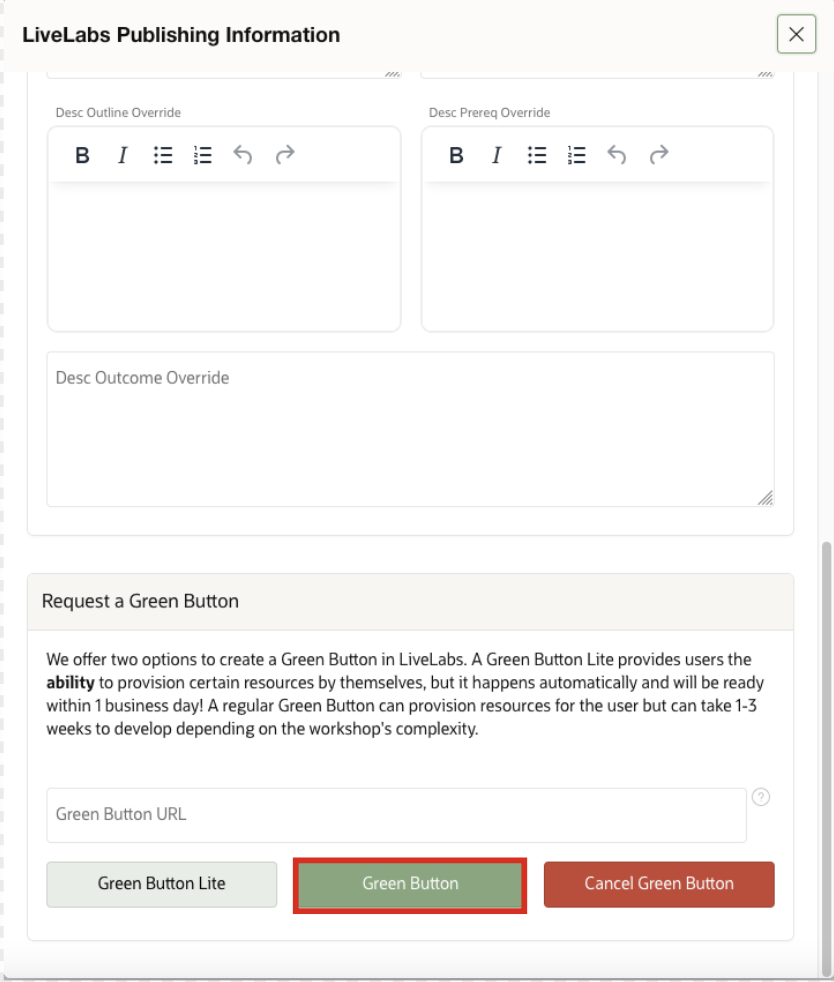 LiveLabs Publishing Information
Desc Outline Override
Desc Prereq Override
B I
B I
Desc Outcome Override
Request a Green Button
We offer two options to create a Green Button in LiveLabs. A Green Button Lite provides users the
ability to provision certain resources by themselves, but it happens automatically and will be ready
within 1 business day! A regular Green Button can provision resources for the user but can take 1-3
weeks to develop depending on the workshop's complexity.
Green Button URL
?
Green Button Lite
Green Button
Cancel Green Button